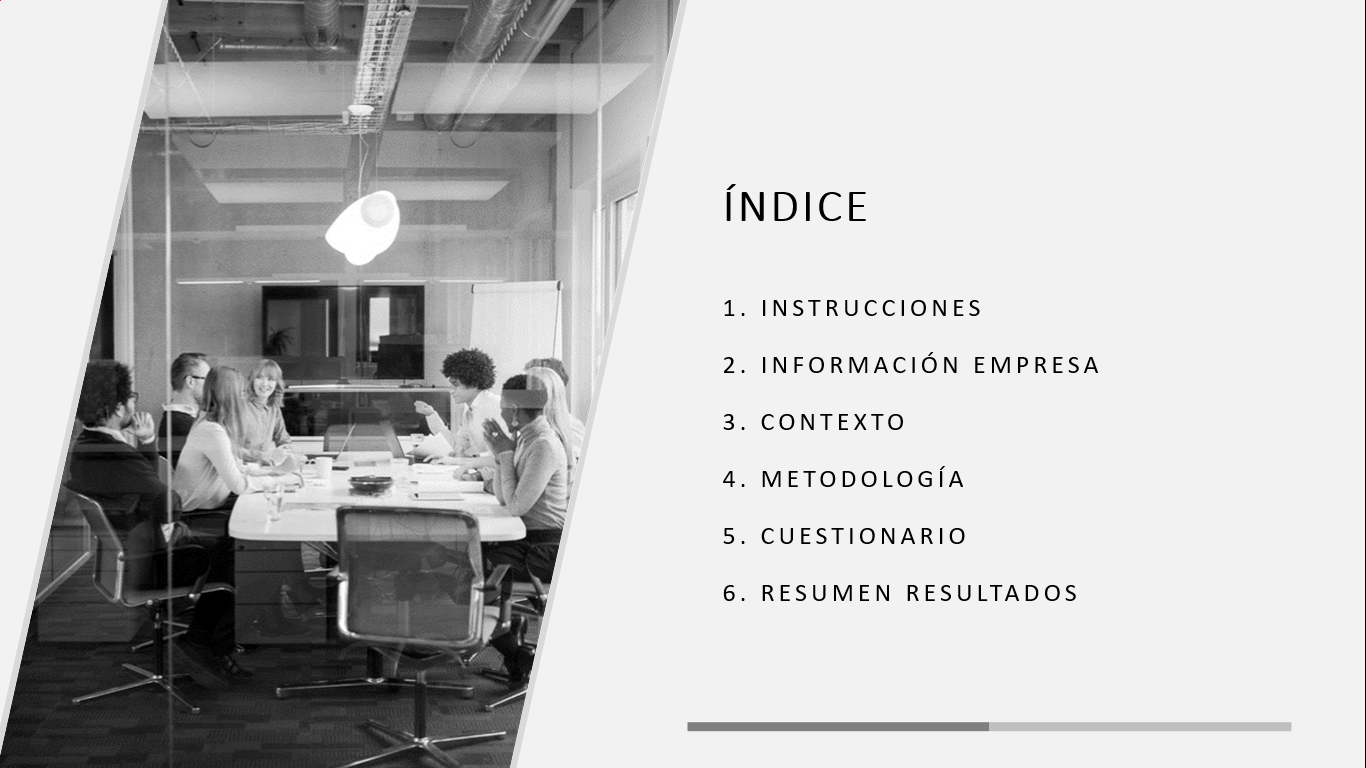 ÍNDICE
1. INSTRUCCIONES
2. INFORMACIÓN EMPRESA
3. CONTEXTO
4. METODOLOGÍA
5. CUESTIONARIO
6. RESUMEN RESULTADOS